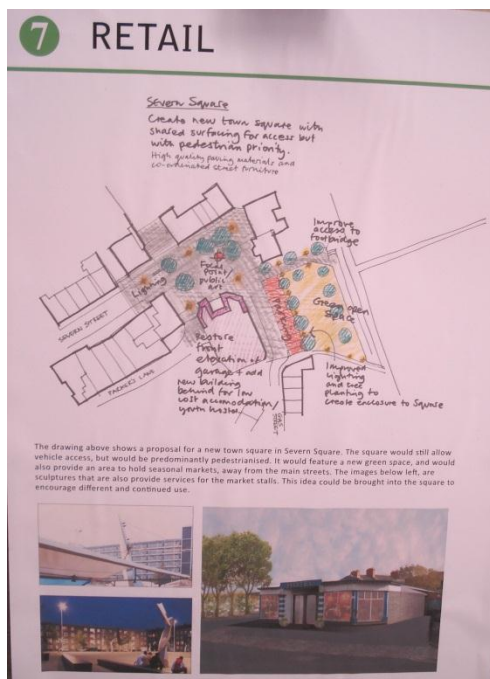 7 RETAIL
Severn Square
Create new town square with
shared surfacing for access but
with pedestrian priority.
High quality paving materials and
co-ordinated street furniture
Improve
access to
footbridge
Focal
Point/
public
art
Lighting
Green open
space
SEVERN STREET
Parking
Restore
front
elevation of
garage & add
new building
behind for low
cost accomodation/
youth hostel
Improved
lighting
and tree
planting to
create enclosure to Square
FACTORY LANE
The drawing above shows a proposal for a new town square in Severn Square. The square would still allow
vehicle access, but would be predominantly pedestrianised. It would feature a new green space, and would
also provide an area to hold seasonal markets, away from the main streets. The images below left, are
sculptures that are also provide services for the market stalls. This idea could be brought into the square to
encourage different and continued use.